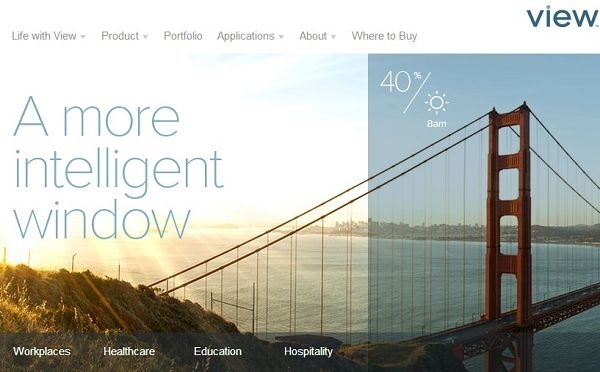 view
Life with View Product Portfolio Applications About Where to Buy
40%
8am
A more
intelligent
window
Workplaces Healthcare Education Hospitality